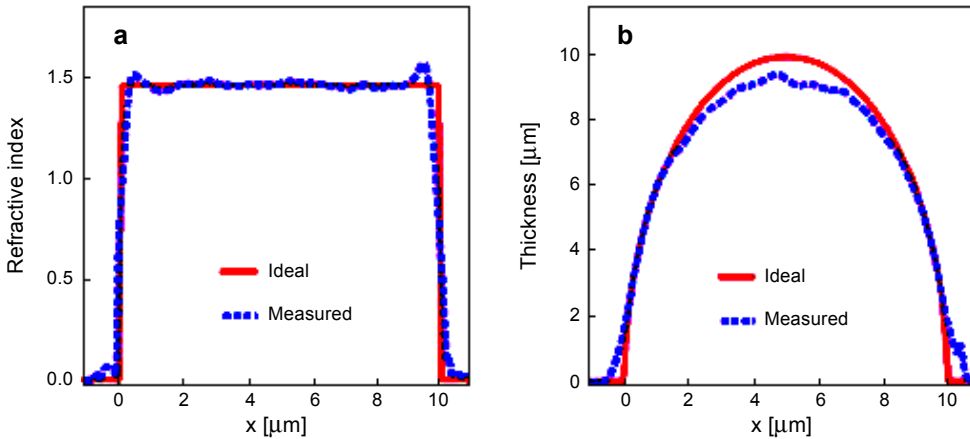 a
Refractive index
1.5
1.0
0.5
0.0
Ideal
Measured
0 2 4 6 8 10
x [µm]
b
Thickness [µm]
10
8
6
4
2
0
Ideal
Measured
0 2 4 6 8 10
x [µm]